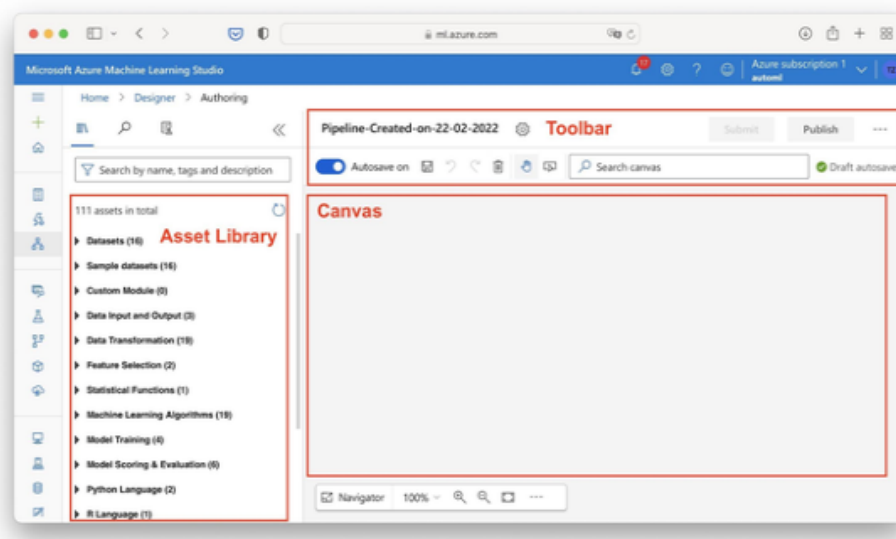 ml.azure.com
Microsoft Azure Machine Learning Studio
17
?
Azure subscription 1
automl
TZ
Home > Designer > Authoring
Pipeline-Created-on-22-02-2022
Toolbar
Submit
Publish
Search by name, tags and description
Autosave on
Search canvas
Draft autosave
111 assets in total
Canvas
Asset Library
Datasets (16)
Sample datasets (16)
Custom Module (0)
Data Input and Output (3)
Data Transformation (19)
Feature Selection (2)
Statistical Functions (1)
Machine Learning Algorithms (19)
Model Training (4)
Model Scoring & Evaluation (6)
Python Language (2)
R Language (1)
Navigator
100%